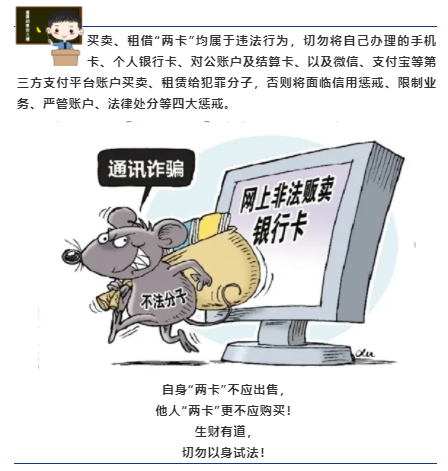 买卖、租借“两卡”均属于违法行为，切勿将自己办理的手机
卡、个人银行卡、对公账户及结算卡、以及微信、支付宝等第
三方支付平台账户买卖、租赁给犯罪分子，否则将面临信用惩戒、限制业
务、严管账户、法律处分等四大惩戒。
通讯诈骗
网上非法贩卖
银行卡
不法分子
自身“两卡”不应出售，
他人“两卡”更不应购买！
生财有道，
切勿以身试法！